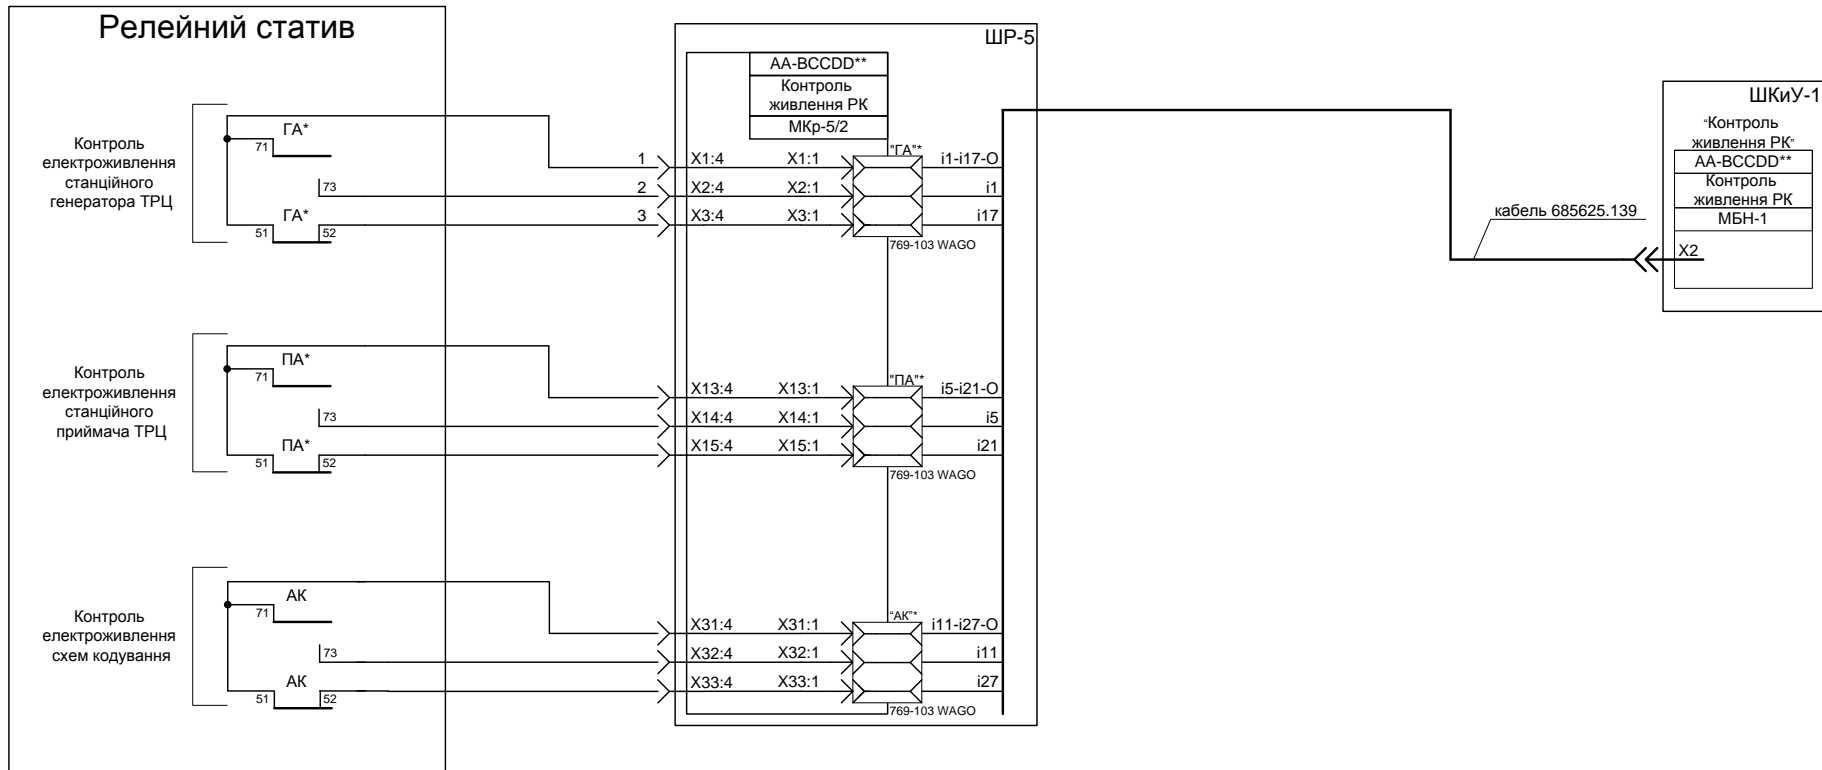 Релейний статив
Контроль
електроживлення
станційного
генератора ТРЦ
ГА*
71
73
ГА*
51
52
1
2
3
Контроль
електроживлення
станційного
приймача ТРЦ
ПА*
71
73
ПА*
51
52
Контроль
електроживлення
схем кодування
АК
71
73
АК
51
52
ШР-5
АА-ВССDD**
Контроль
живлення РК
МКр-5/2
"ГА"*
X1:4 X1:1 i1-i17-О
X2:4 X2:1 i1
X3:4 X3:1 i17
769-103 WAGO
"ПА"*
X13:4 X13:1 i5-i21-О
X14:4 X14:1 i5
X15:4 X15:1 i21
769-103 WAGO
"АК"*
X31:4 X31:1 i11-i27-О
X32:4 X32:1 i11
X33:4 X33:1 i27
769-103 WAGO
кабель 685625.139
ШКиУ-1
“Контроль
живлення РК”
АА-ВССDD**
Контроль
живлення РК
МБН-1
X2